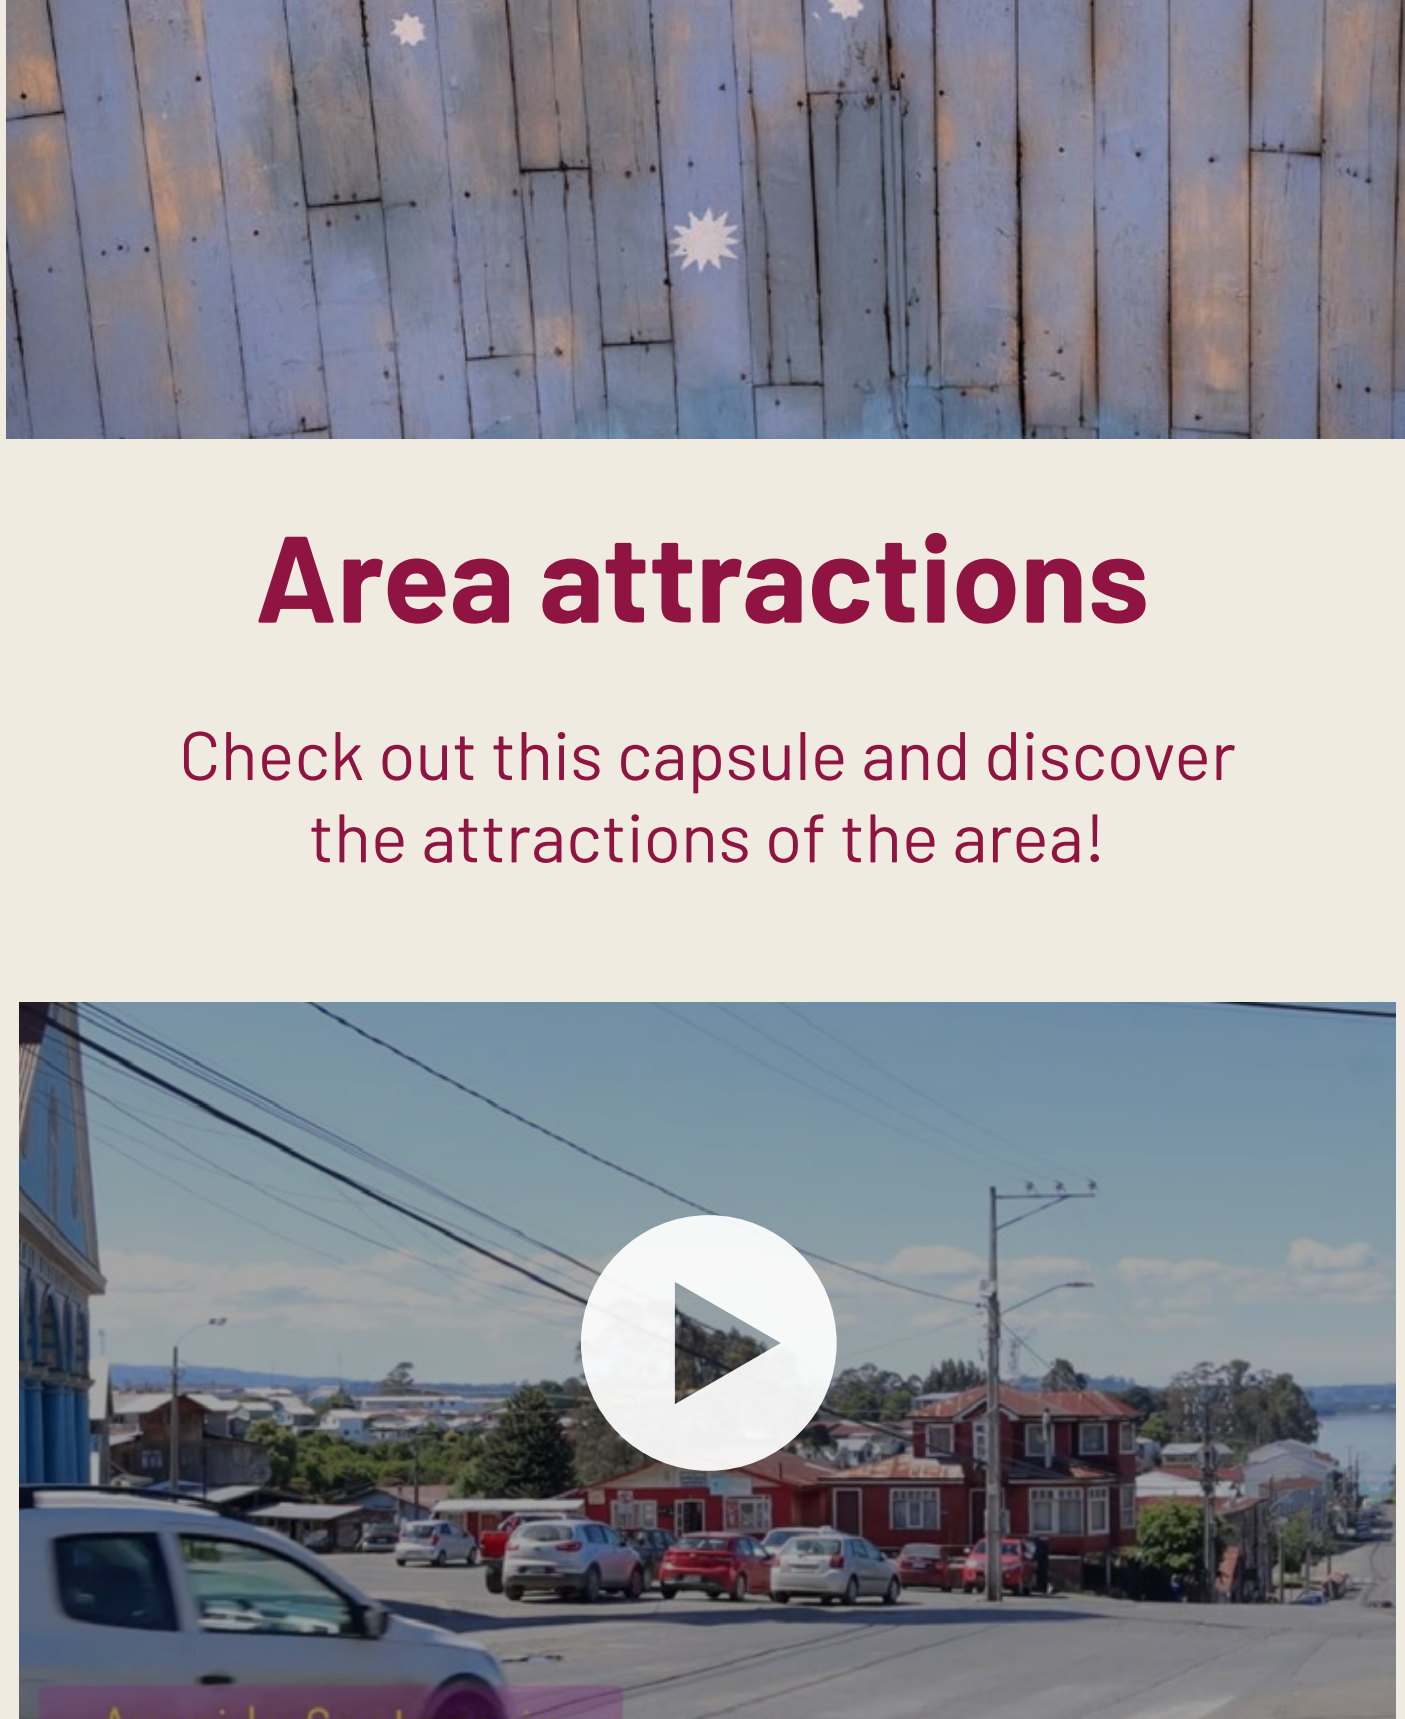 Area attractions
Check out this capsule and discover
the attractions of the area!